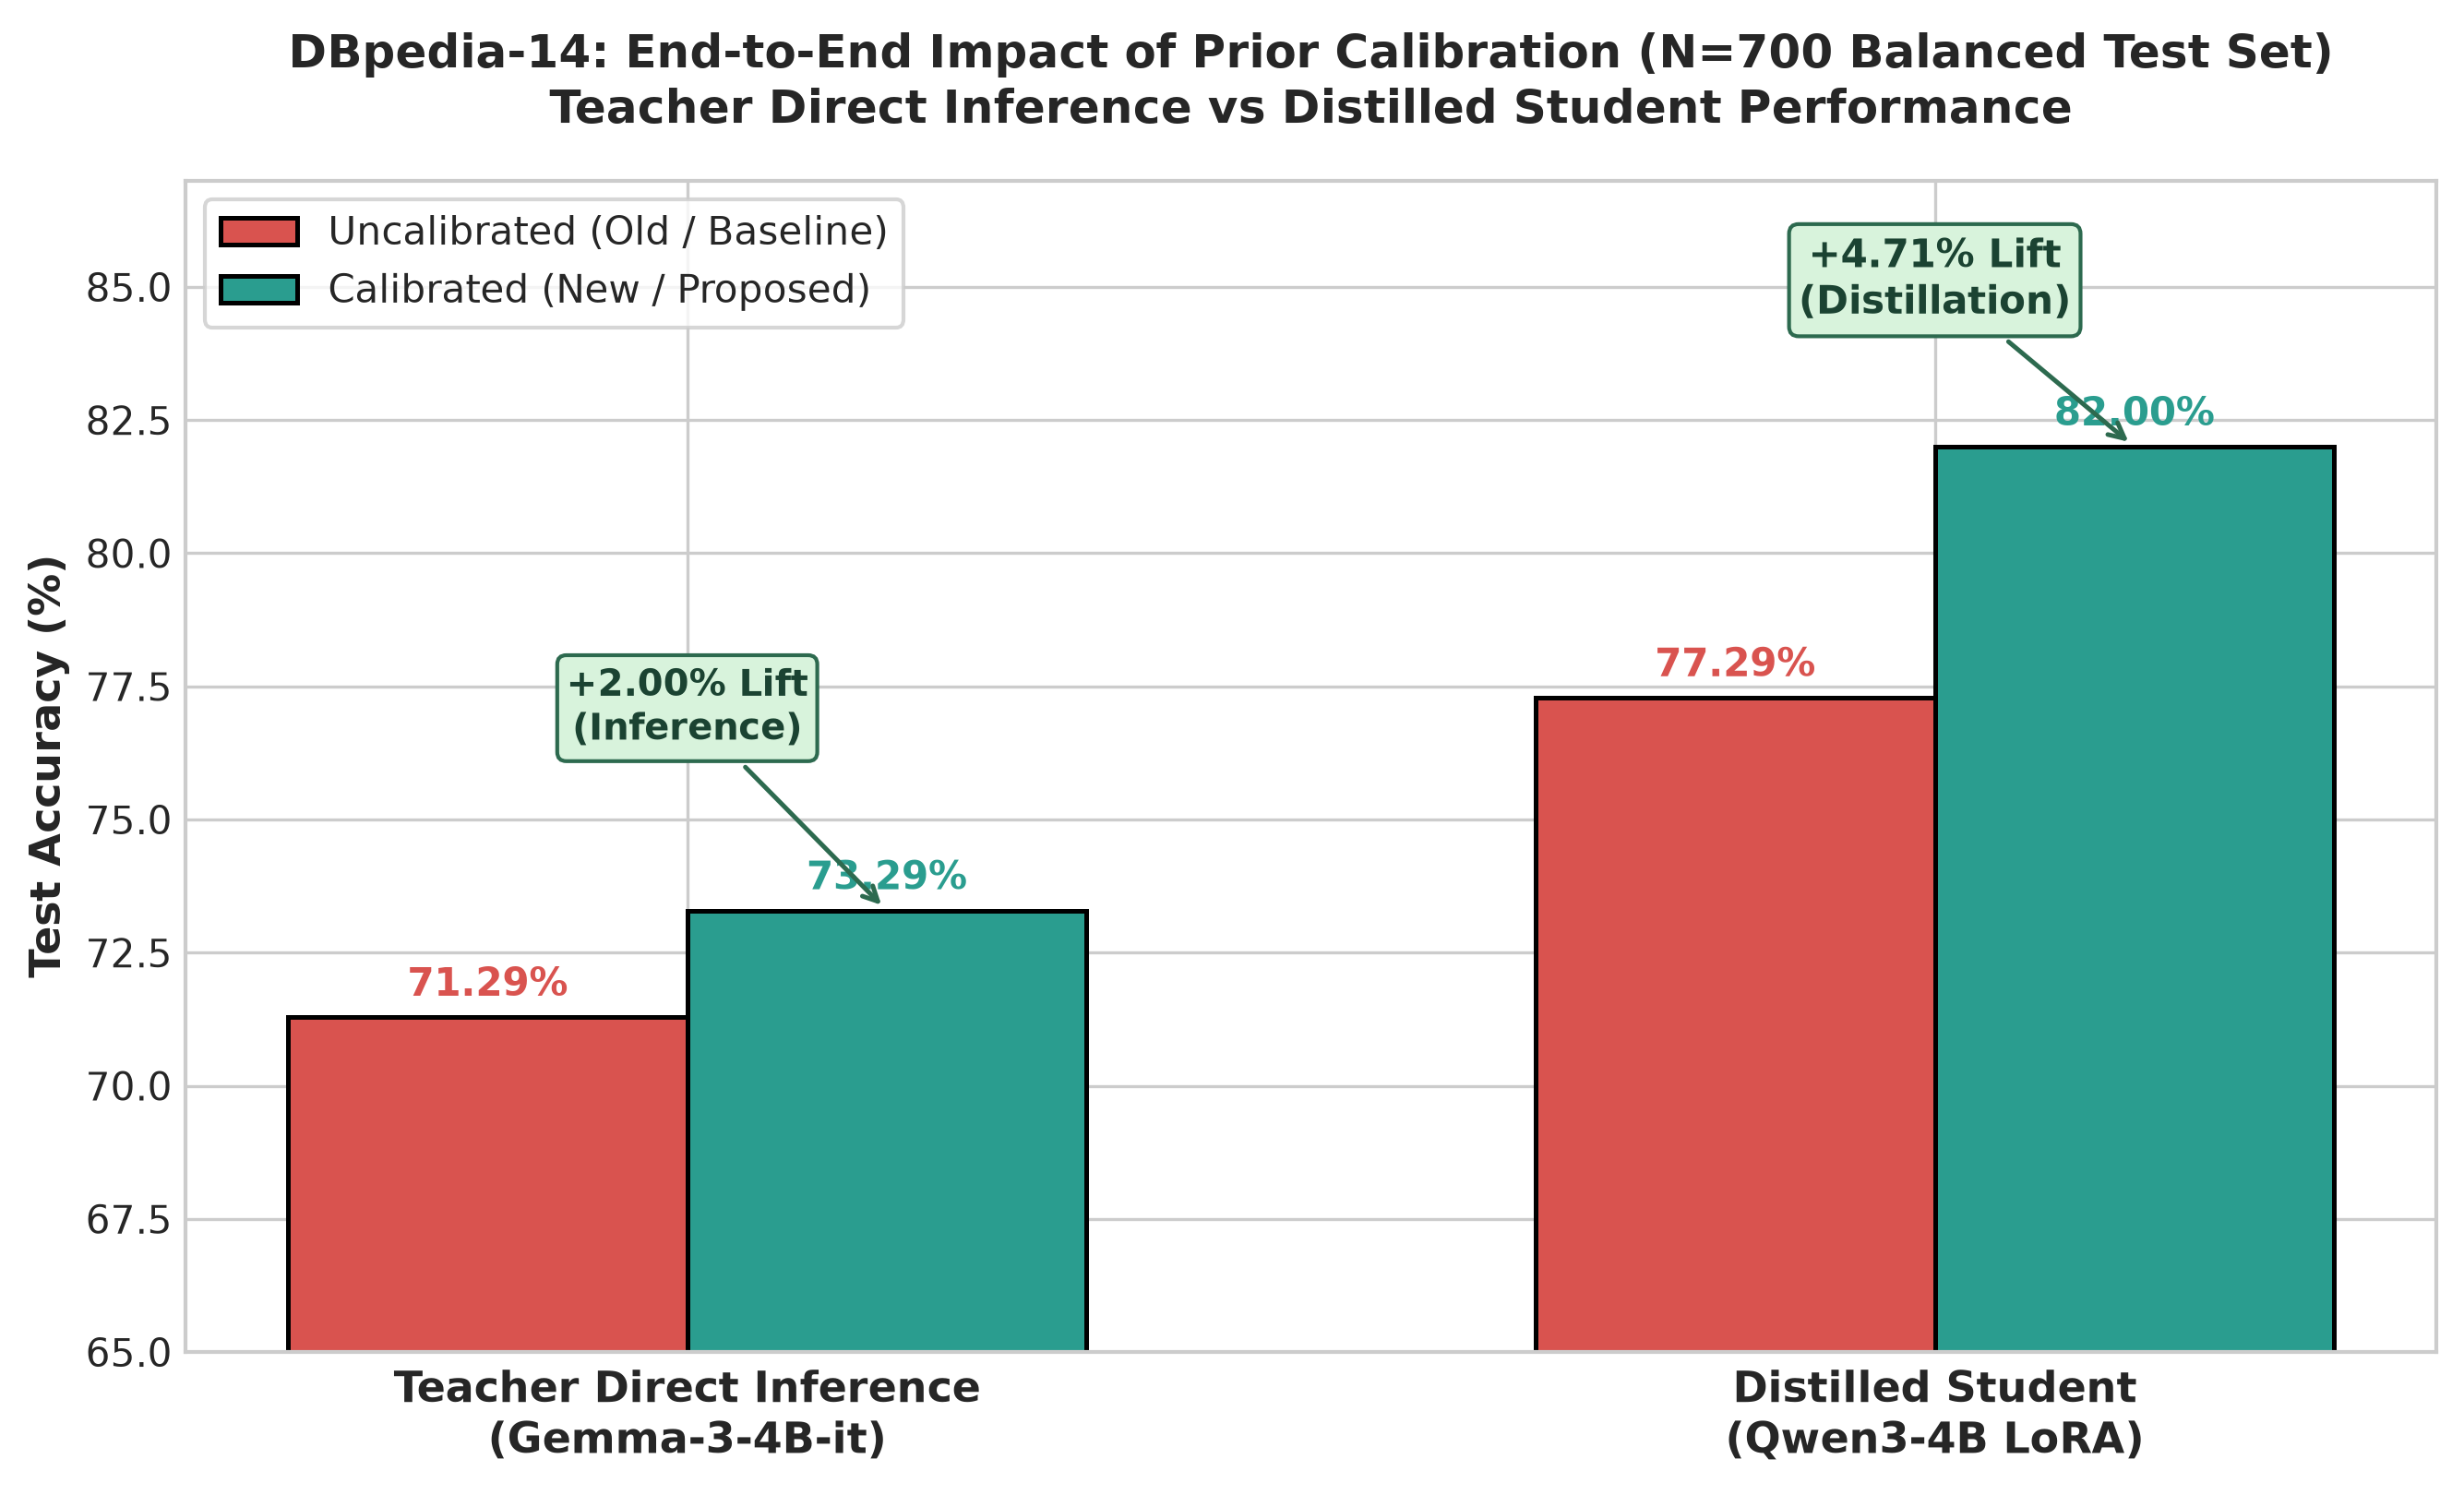 DBpedia-14: End-to-End Impact of Prior Calibration (N=700 Balanced Test Set)
Teacher Direct Inference vs Distilled Student Performance
Uncalibrated (Old / Baseline)
Calibrated (New / Proposed)
+4.71% Lift
(Distillation)
82.00%
77.29%
+2.00% Lift
(Inference)
73.29%
71.29%
Test Accuracy (%)
85.0
82.5
80.0
77.5
75.0
72.5
70.0
67.5
65.0
Teacher Direct Inference
(Gemma-3-4B-it)
Distilled Student
(Qwen3-4B LoRA)